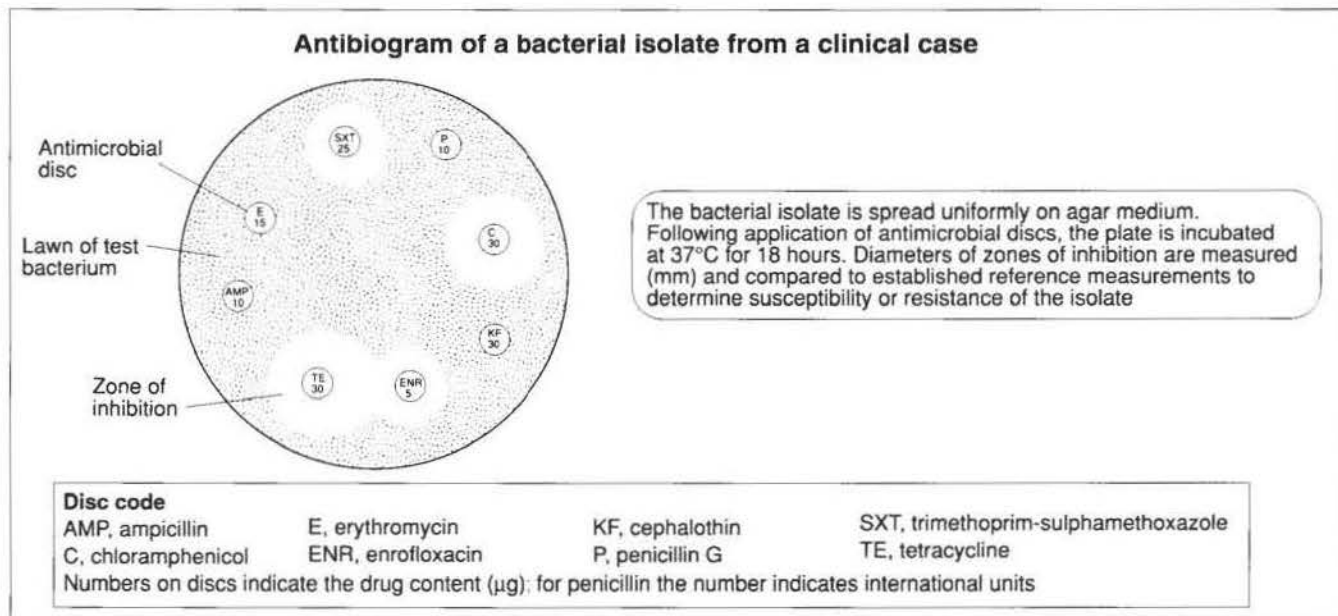 Antibiogram of a bacterial isolate from a clinical case
SXT
25
P
10
Antimicrobial
disc
E
15
C
30
Lawn of test
bacterium
AMP
10
KF
30
TE
30
ENR
5
Zone of
inhibition
The bacterial isolate is spread uniformly on agar medium.
Following application of antimicrobial discs, the plate is incubated
at 37°C for 18 hours. Diameters of zones of inhibition are measured
(mm) and compared to established reference measurements to
determine susceptibility or resistance of the isolate
Disc code
AMP, ampicillin E, erythromycin KF, cephalothin SXT, trimethoprim-sulphamethoxazole
C, chloramphenicol ENR, enrofloxacin P, penicillin G TE, tetracycline
Numbers on discs indicate the drug content (µg); for penicillin the number indicates international units